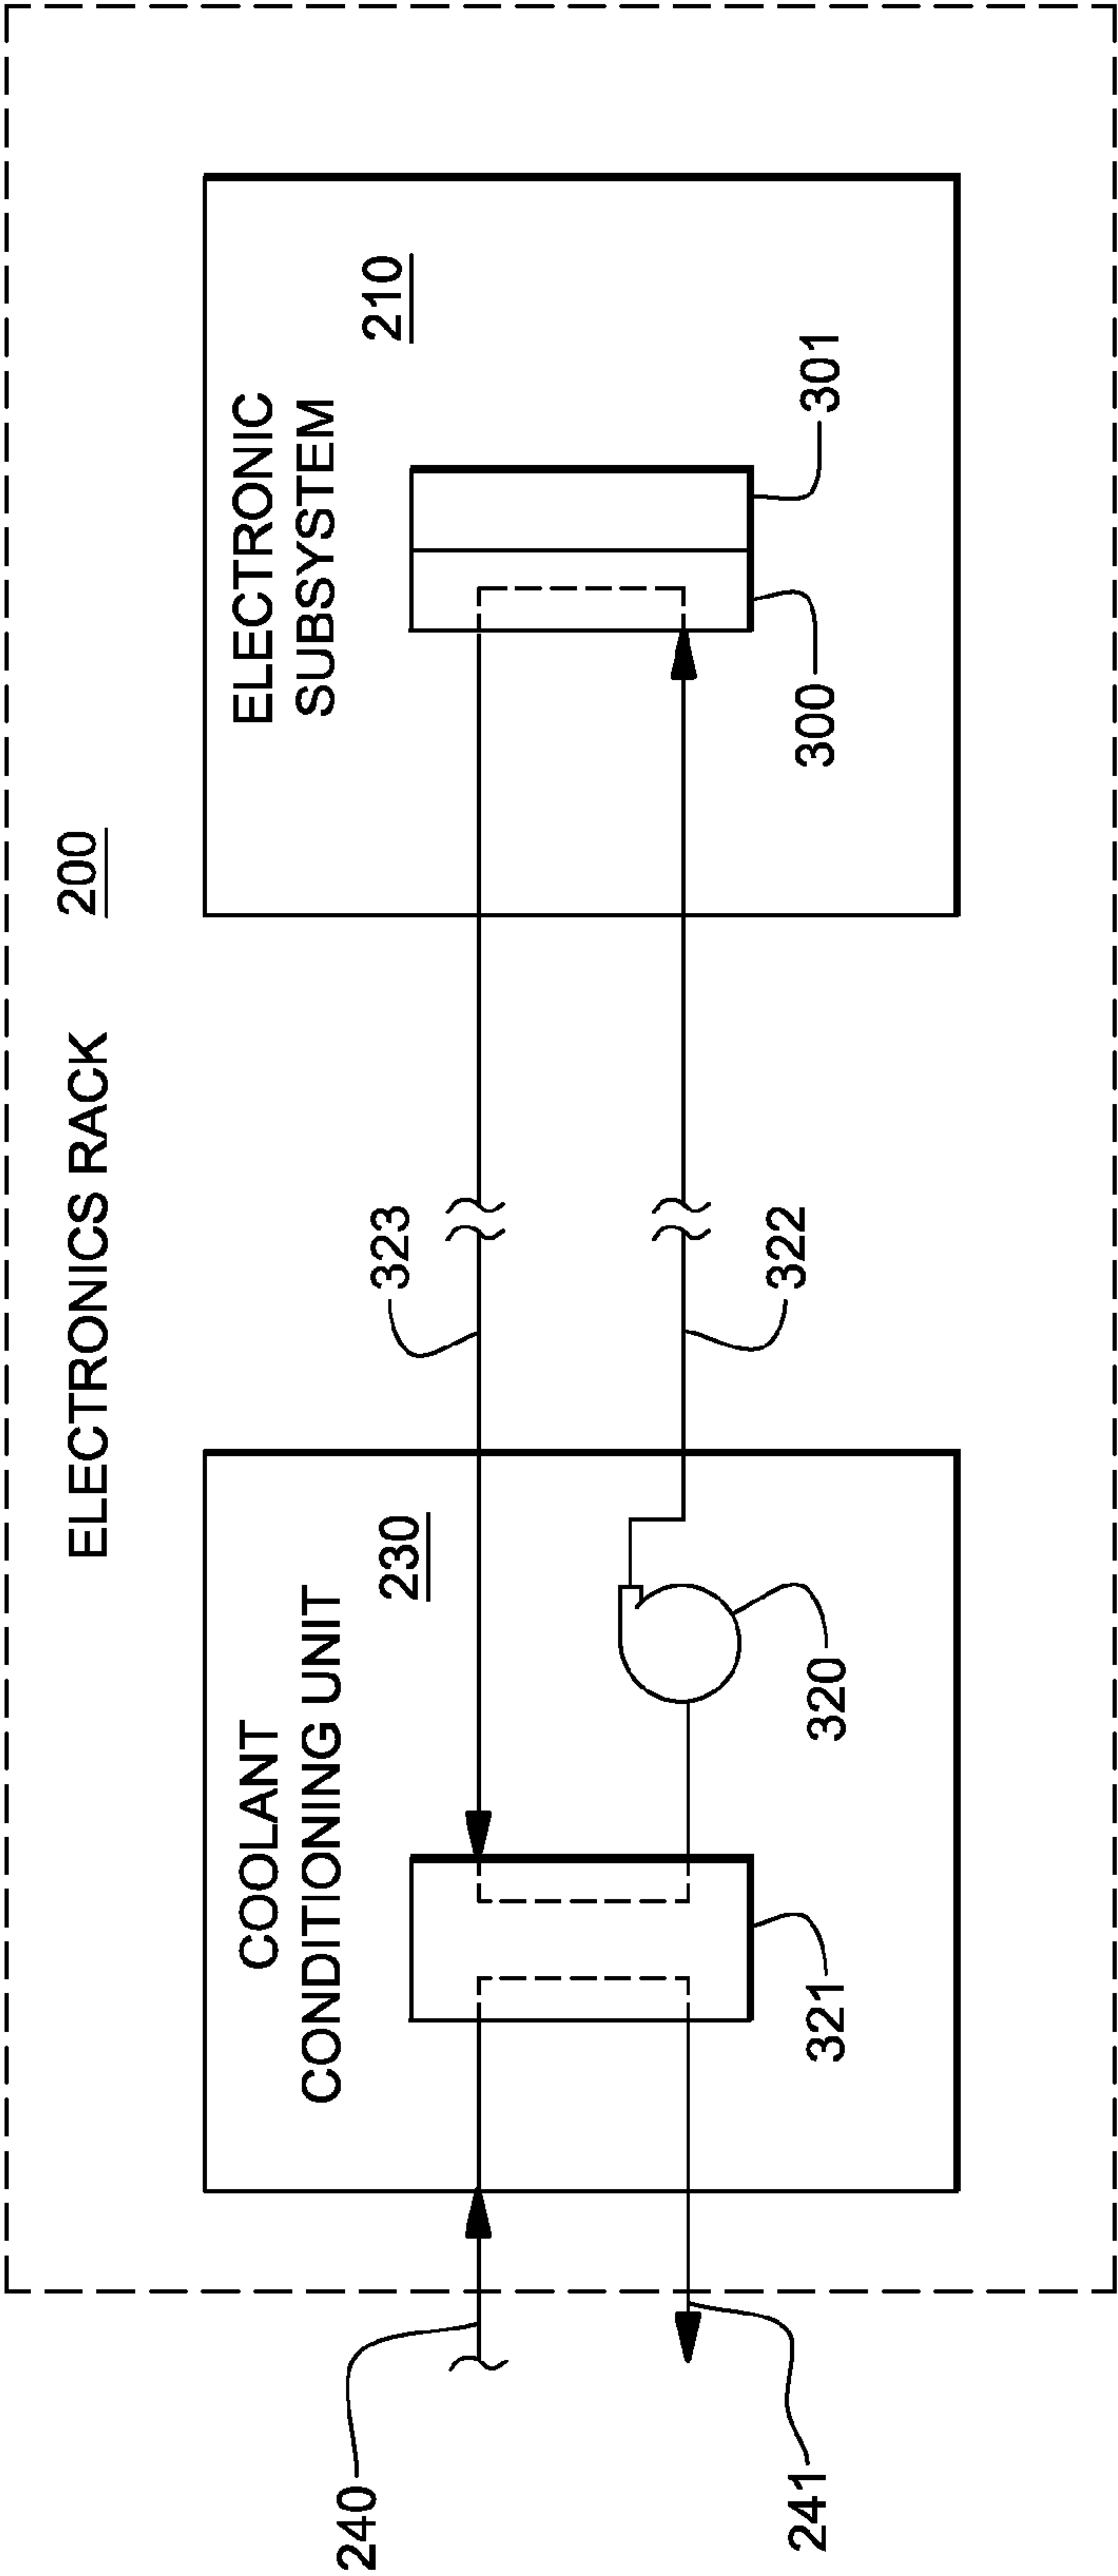 ELECTRONICS RACK 200
COOLANT
CONDITIONING UNIT
230
ELECTRONIC
SUBSYSTEM
210
323
322
240
241
321
320
300
301